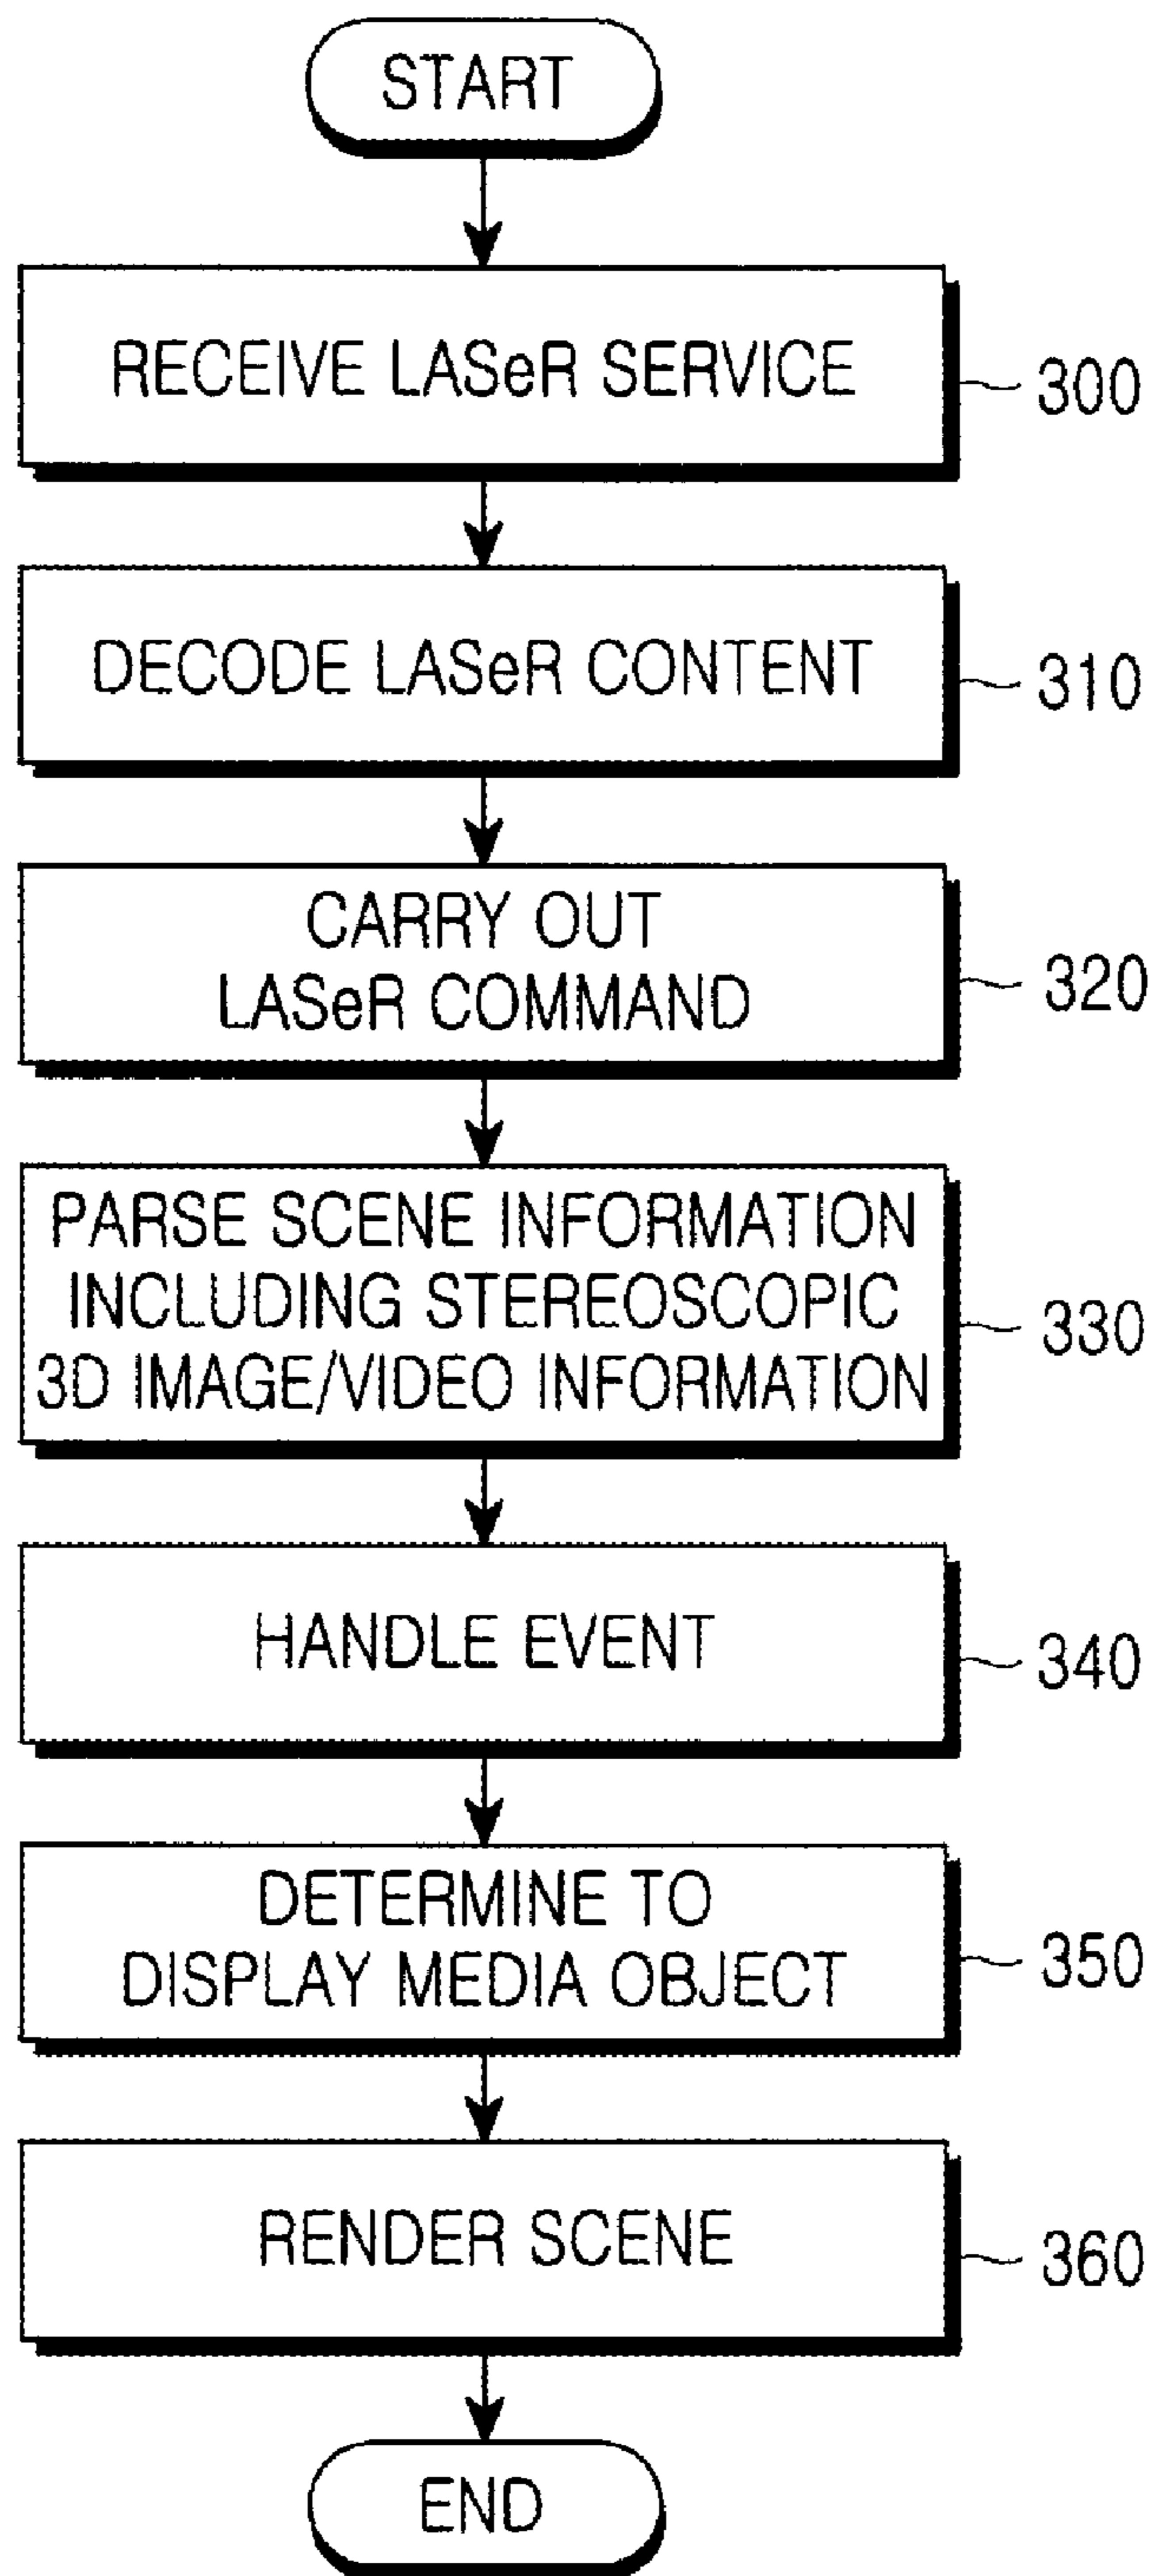 START
RECEIVE LASeR SERVICE
300
DECODE LASeR CONTENT
310
CARRY OUT
LASeR COMMAND
320
PARSE SCENE INFORMATION
INCLUDING STEREOSCOPIC
3D IMAGE/VIDEO INFORMATION
330
HANDLE EVENT
340
DETERMINE TO
DISPLAY MEDIA OBJECT
350
RENDER SCENE
360
END